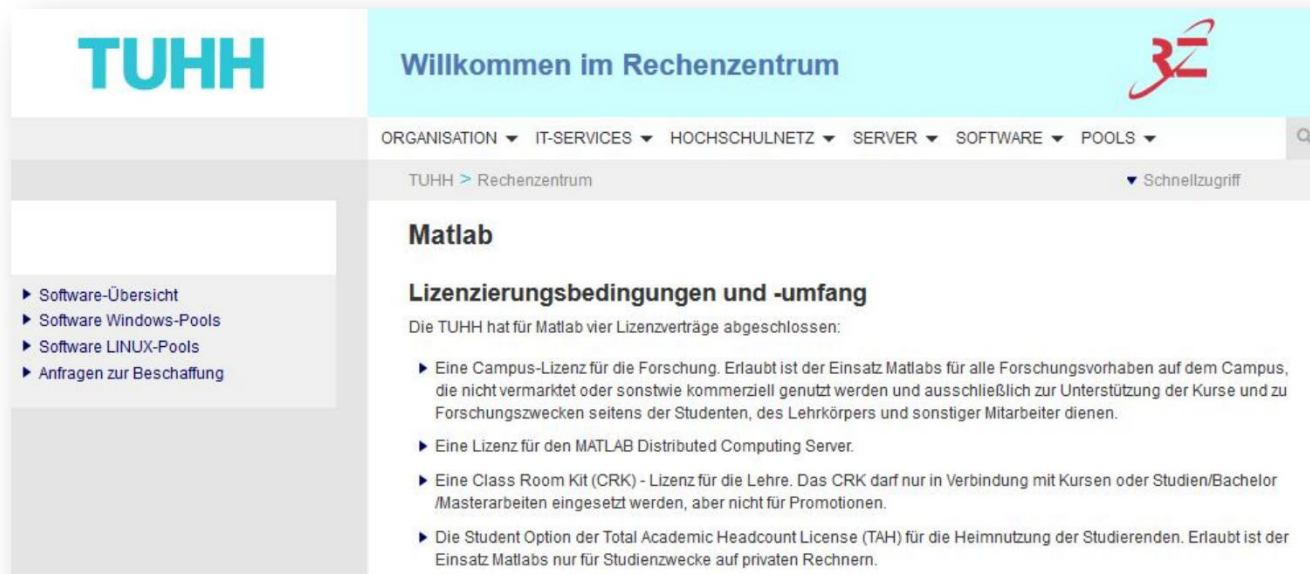 TUHH
Willkommen im Rechenzentrum
RZ
ORGANISATION IT-SERVICES HOCHSCHULNETZ SERVER SOFTWARE POOLS
TUHH > Rechenzentrum
Schnellzugriff
Software-Übersicht
Software Windows-Pools
Software LINUX-Pools
Anfragen zur Beschaffung
Matlab
Lizenzierungsbedingungen und -umfang
Die TUHH hat für Matlab vier Lizenzverträge abgeschlossen:
Eine Campus-Lizenz für die Forschung. Erlaubt ist der Einsatz Matlabs für alle Forschungsvorhaben auf dem Campus,
die nicht vermarktet oder sonstwie kommerziell genutzt werden und ausschließlich zur Unterstützung der Kurse und zu
Forschungszwecken seitens der Studenten, des Lehrkörpers und sonstiger Mitarbeiter dienen.
Eine Lizenz für den MATLAB Distributed Computing Server.
Eine Class Room Kit (CRK) - Lizenz für die Lehre. Das CRK darf nur in Verbindung mit Kursen oder Studien/Bachelor
/Masterarbeiten eingesetzt werden, aber nicht für Promotionen.
Die Student Option der Total Academic Headcount License (TAH) für die Heimnutzung der Studierenden. Erlaubt ist der
Einsatz Matlabs nur für Studienzwecke auf privaten Rechnern.